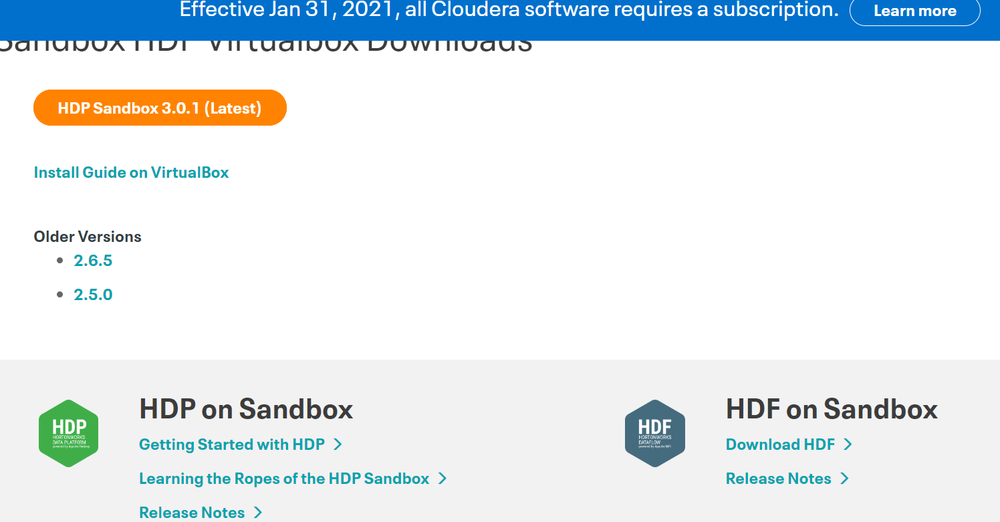 Effective Jan 31, 2021, all Cloudera software requires a subscription.
Learn more
Sandbox HDP Virtualbox Downloads
HDP Sandbox 3.0.1 (Latest)
Install Guide on VirtualBox
Older Versions
2.6.5
2.5.0
HDP
HORTONWORKS
DATA PLATFORM
powered by Apache Hadoop
HDP on Sandbox
Getting Started with HDP
Learning the Ropes of the HDP Sandbox
Release Notes
HDF
HORTONWORKS
DATAFLOW
powered by Apache NiFi
HDF on Sandbox
Download HDF
Release Notes